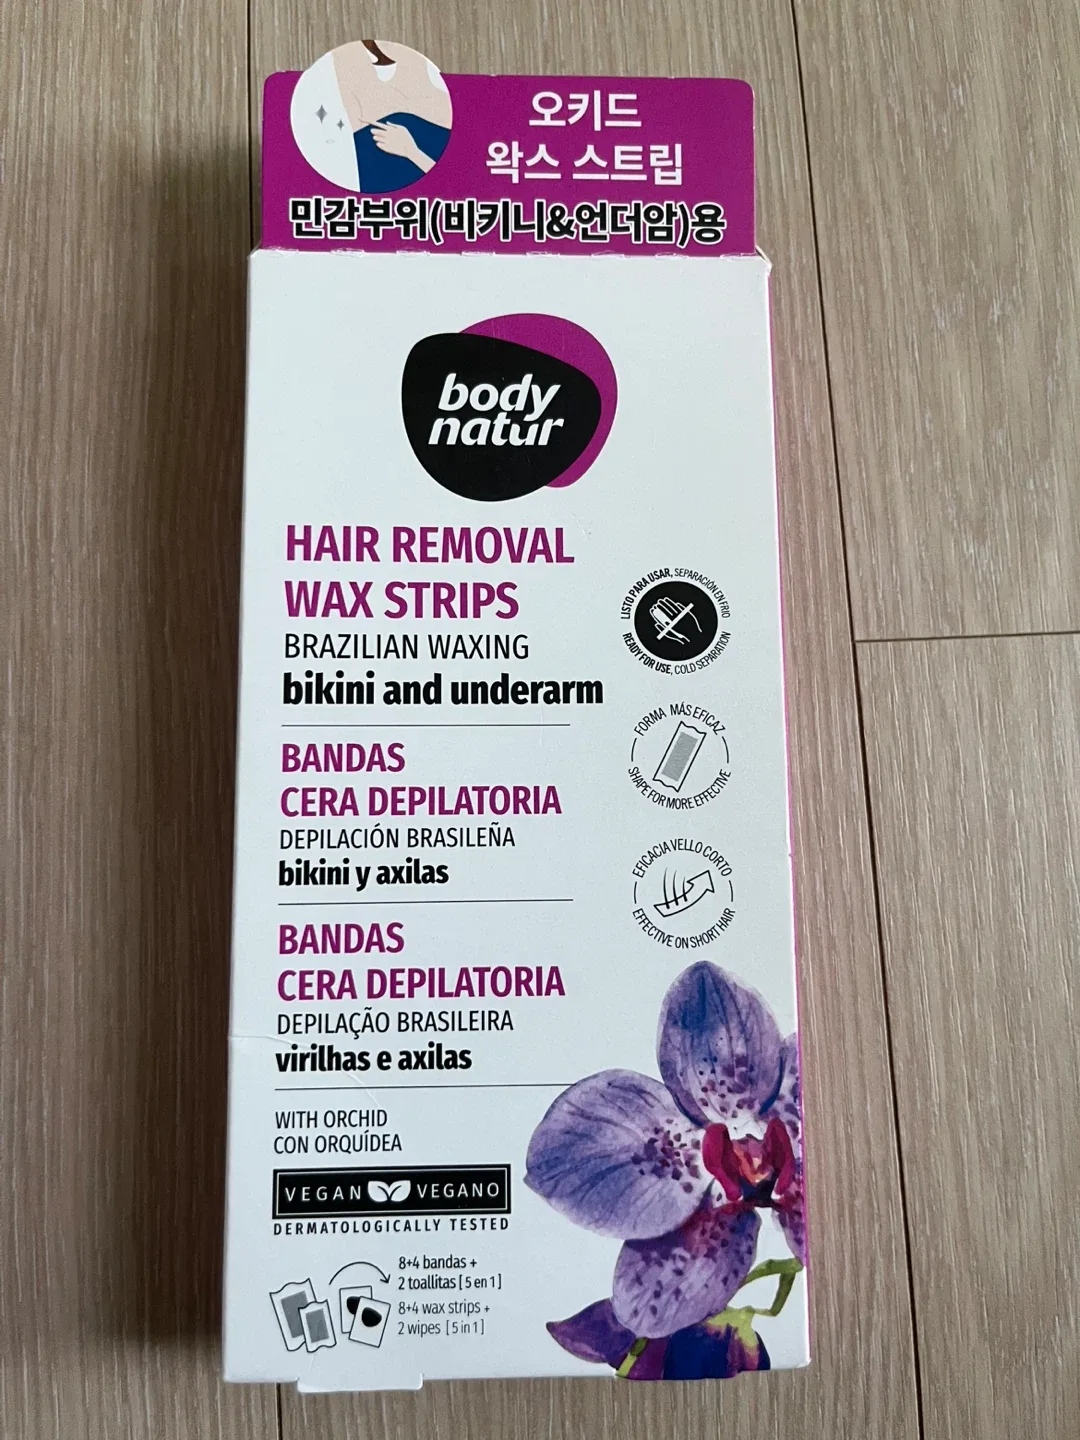 오키드
왁스 스트립
민감부위(비키니&언더암)용
body
natur
HAIR REMOVAL
WAX STRIPS
BRAZILIAN WAXING
bikini and underarm
LISTO PARA USAR, SEPARACIÓN EN FRIO
READY FOR USE, COLD SEPARATION
FORMA MÁS EFICAZ
SHAPE FOR MORE EFFECTIVE
EFICACIA VELLO CORTO
EFFECTIVE ON SHORT HAIR
BANDAS
CERA DEPILATORIA
DEPILACIÓN BRASILEÑA
bikini y axilas
BANDAS
CERA DEPILATORIA
DEPILAÇÃO BRASILEIRA
virilhas e axilas
WITH ORCHID
CON ORQUÍDEA
VEGAN VEGANO
DERMATOLOGICALLY TESTED
8+4 bandas +
2 toallitas [5 en 1]
8+4 wax strips +
2 wipes [5 in 1]